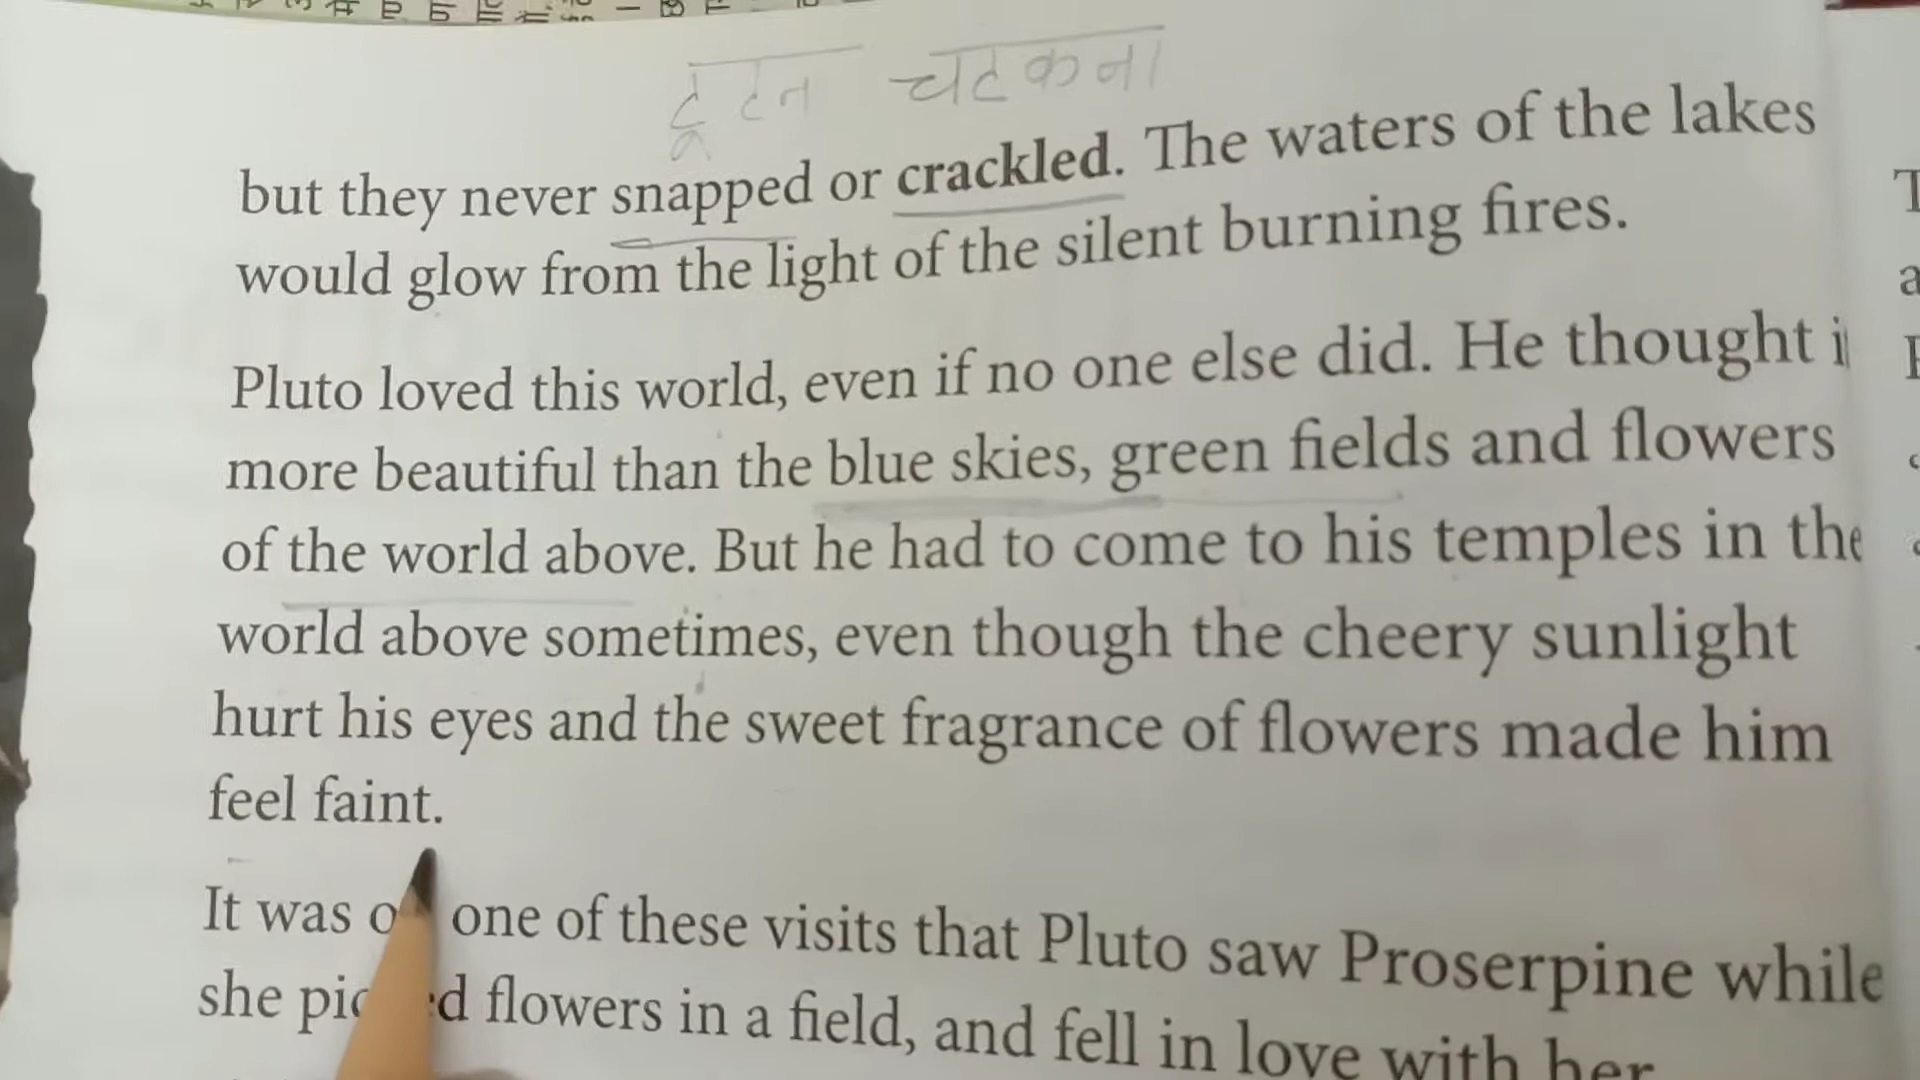 टूटन चटकना
but they never snapped or crackled. The waters of the lakes
would glow from the light of the silent burning fires.
Pluto loved this world, even if no one else did. He thought
more beautiful than the blue skies, green fields and flowers
of the world above. But he had to come to his temples in the
world above sometimes, even though the cheery sunlight
hurt his eyes and the sweet fragrance of flowers made him
feel faint.
It was one of these visits that Pluto saw Proserpine while
she flowers in a field, and fell in love with her